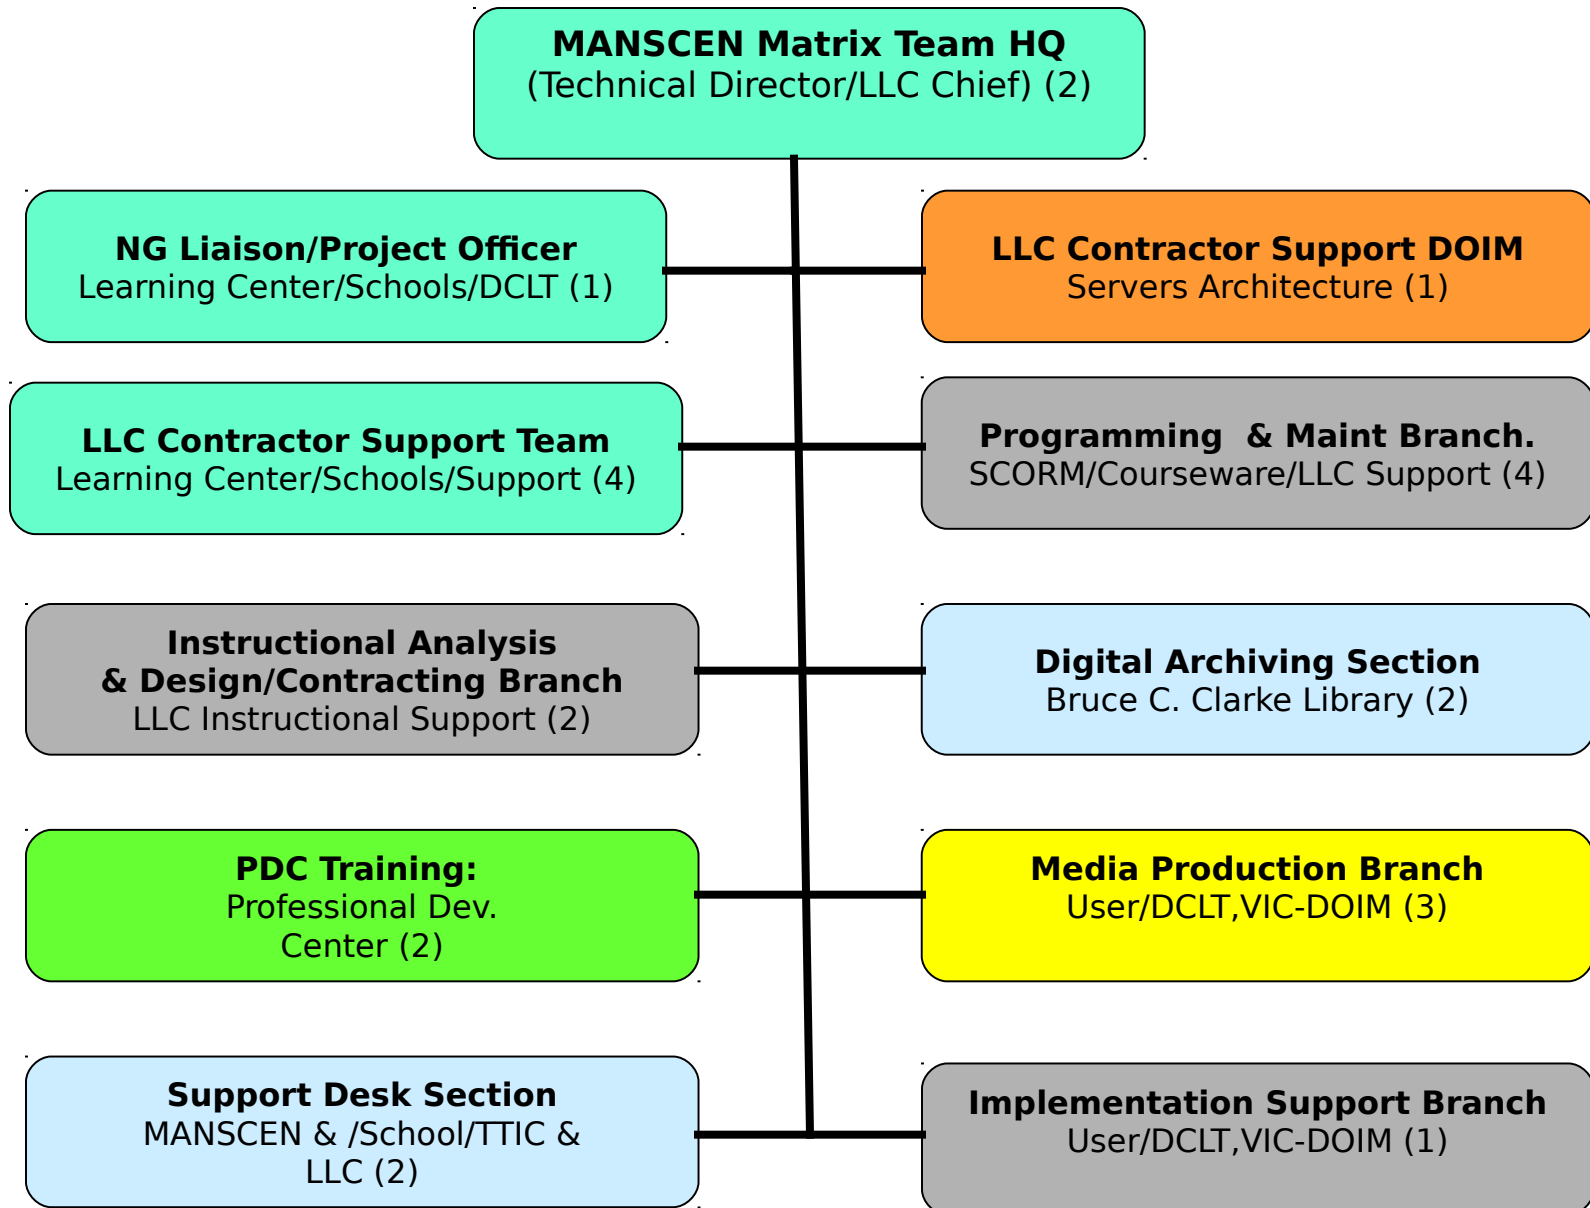 MANSCEN Matrix Team HQ
(Technical Director/LLC Chief) (2)
NG Liaison/Project Officer
Learning Center/Schools/DCLT (1)
LLC Contractor Support DOIM
Servers Architecture (1)
LLC Contractor Support Team
Learning Center/Schools/Support (4)
Programming  & Maint Branch.
SCORM/Courseware/LLC Support (4)
Instructional Analysis
& Design/Contracting Branch
LLC Instructional Support (2)
Digital Archiving Section
Bruce C. Clarke Library (2)
PDC Training:
Professional Dev.
Center (2)
Media Production Branch
User/DCLT,VIC-DOIM (3)
Support Desk Section
MANSCEN & /School/TTIC &
LLC (2)
Implementation Support Branch
User/DCLT,VIC-DOIM (1)